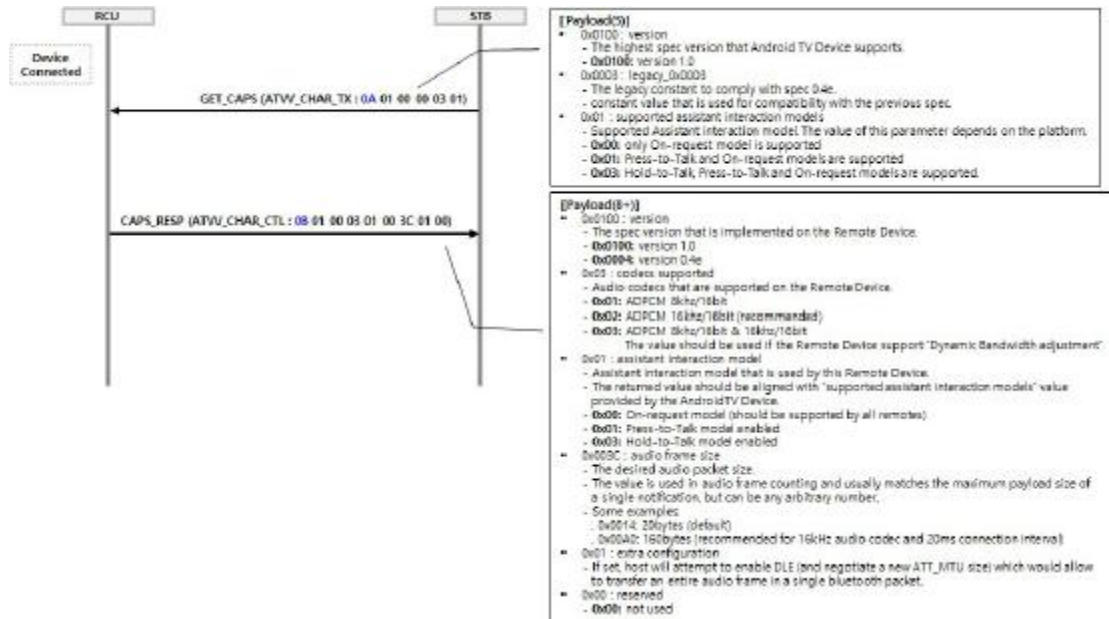 RCU
STB
Device
Connected
GET_CAPS (ATVV_CHAR_TX : 0A 01 00 00 03 01)
CAPS_RESP (ATVV_CHAR_CTL : 0B 01 00 03 01 00 3C 01 00)
[[Payload(5)]
• 0x0100 : version
- The highest spec version that Android TV Device supports.
- 0x0100: version 1.0
• 0x0003 : legacy_0x0003
- The legacy constant to comply with spec 0.4e.
- constant value that is used for compatibility with the previous spec.
• 0x01 : supported assistant interaction models
- Supported Assistant interaction model. The value of this parameter depends on the platform.
- 0x00: only On-request model is supported
- 0x01: Press-to-Talk and On-request models are supported
- 0x03: Hold-to-Talk, Press-to-Talk and On-request models are supported.
[[Payload(8+)]
• 0x0100 : version
- The spec version that is implemented on the Remote Device.
- 0x0100: version 1.0
- 0x0004: version 0.4e
• 0x03 : codecs supported
- Audio codecs that are supported on the Remote Device.
- 0x01: ADPCM 8khz/16bit
- 0x02: ADPCM 16khz/16bit (recommended)
- 0x03: ADPCM 8khz/16bit & 16khz/16bit
The value should be used if the Remote Device support "Dynamic Bandwidth adjustment"
• 0x01 : assistant interaction model
- Assistant interaction model that is used by this Remote Device.
- The returned value should be aligned with "supported assistant interaction models" value
provided by the AndroidTV Device.
- 0x00: On-request model (should be supported by all remotes)
- 0x01: Press-to-Talk model enabled
- 0x03: Hold-to-Talk model enabled
• 0x003C : audio frame size
- The desired audio packet size.
- The value is used in audio frame counting and usually matches the maximum payload size of
a single notification, but can be any arbitrary number.
- Some examples:
. 0x0014: 20bytes (default)
. 0x00A0: 160bytes (recommended for 16kHz audio codec and 20ms connection interval)
• 0x01 : extra configuration
- If set, host will attempt to enable DLE (and negotiate a new ATT_MTU size) which would allow
to transfer an entire audio frame in a single bluetooth packet.
• 0x00 : reserved
- 0x00: not used